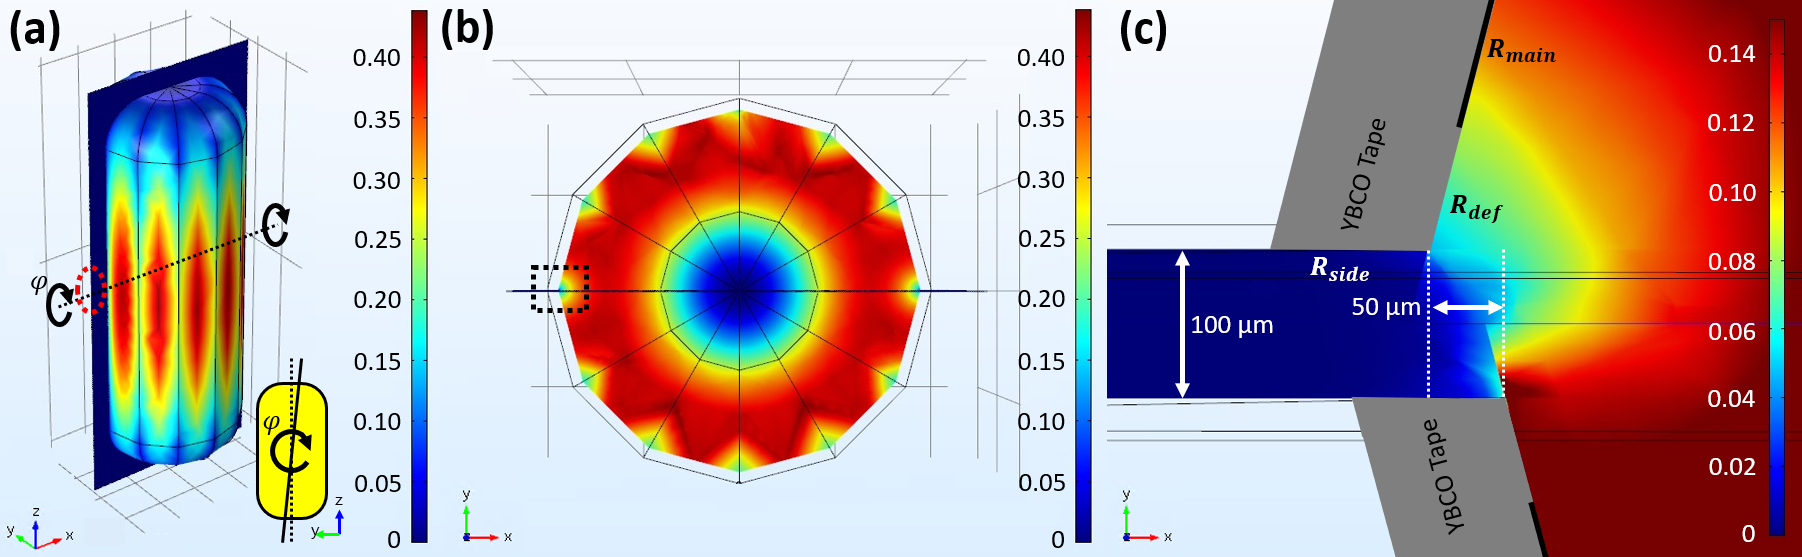 (a)
0.40
0.35
0.30
0.25
0.20
0.15
0.10
0.05
0
φ
φ
z
y
x
z
y
(b)
0.40
0.35
0.30
0.25
0.20
0.15
0.10
0.05
0
y
z
x
(c)
R_main
YBCO Tape
R_def
R_side
50 μm
100 μm
YBCO Tape
0.14
0.12
0.10
0.08
0.06
0.04
0.02
0
y
z
x